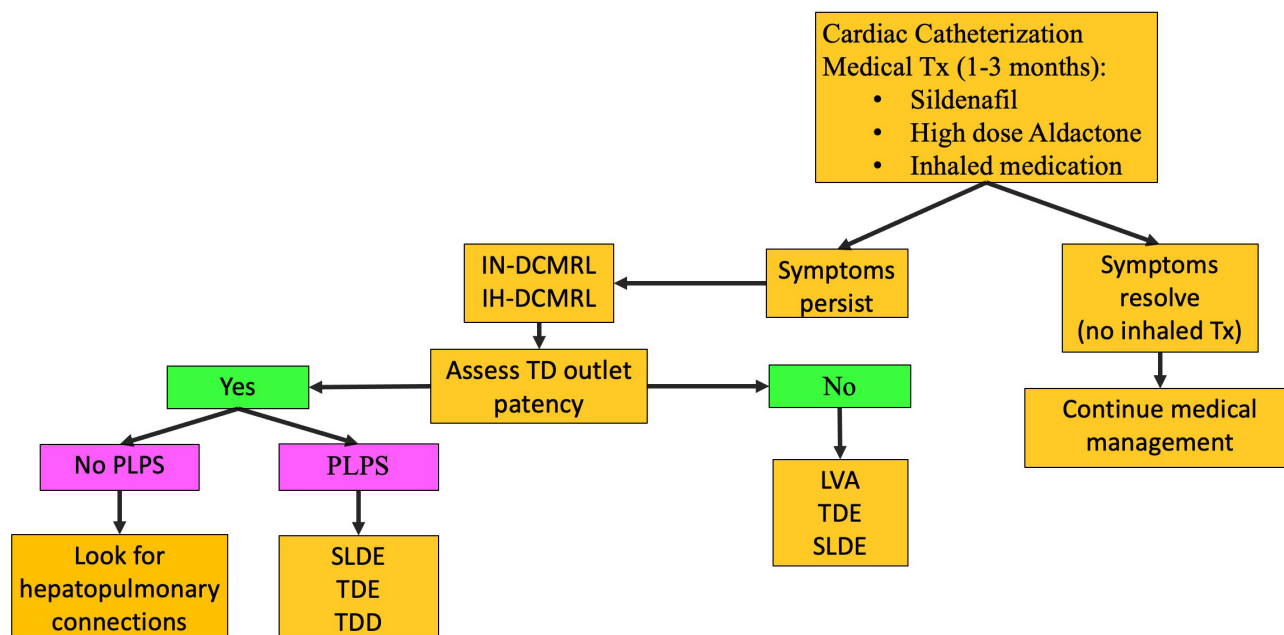 Cardiac Catheterization
Medical Tx (1-3 months):
• Sildenafil
• High dose Aldactone
• Inhaled medication
IN-DCMRL
IH-DCMRL
Symptoms
persist
Symptoms
resolve
(no inhaled Tx)
Assess TD outlet
patency
Yes
No
Continue medical
management
No PLPS
PLPS
LVA
TDE
SLDE
Look for
hepatopulmonary
connections
SLDE
TDE
TDD